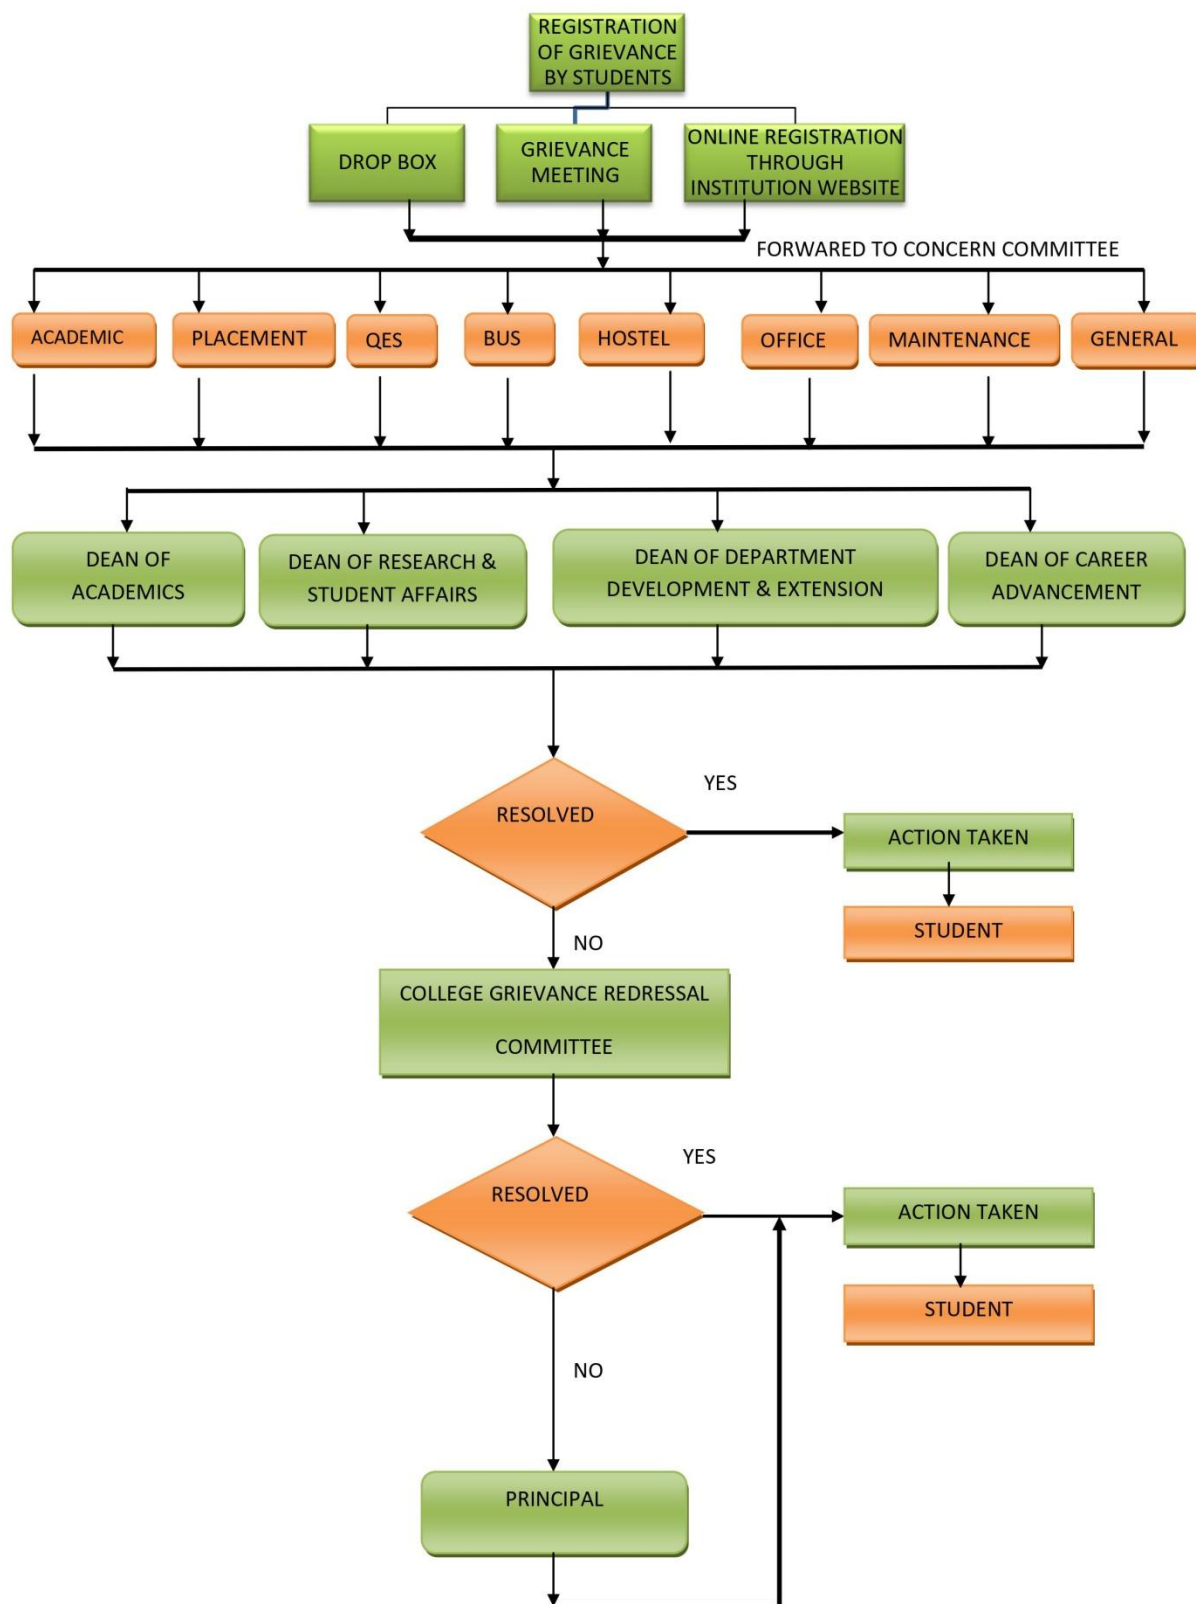 REGISTRATION
OF GRIEVANCE
BY STUDENTS
DROP BOX
GRIEVANCE
MEETING
ONLINE REGISTRATION
THROUGH
INSTITUTION WEBSITE
FORWARED TO CONCERN COMMITTEE
ACADEMIC
PLACEMENT
QES
BUS
HOSTEL
OFFICE
MAINTENANCE
GENERAL
DEAN OF
ACADEMICS
DEAN OF RESEARCH &
STUDENT AFFAIRS
DEAN OF DEPARTMENT
DEVELOPMENT & EXTENSION
DEAN OF CAREER
ADVANCEMENT
RESOLVED
YES
ACTION TAKEN
STUDENT
NO
COLLEGE GRIEVANCE REDRESSAL
COMMITTEE
RESOLVED
YES
ACTION TAKEN
STUDENT
NO
PRINCIPAL